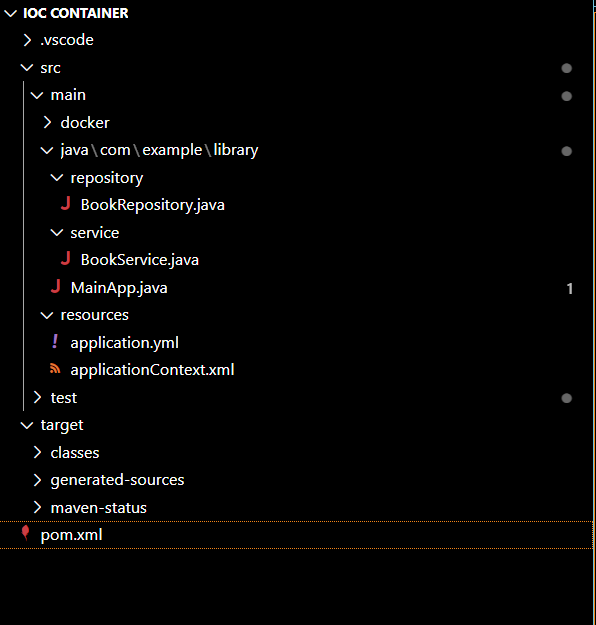 IOC CONTAINER
.vscode
src
main
docker
java\com\example\library
repository
BookRepository.java
service
BookService.java
MainApp.java 1
resources
application.yml
applicationContext.xml
test
target
classes
generated-sources
maven-status
pom.xml